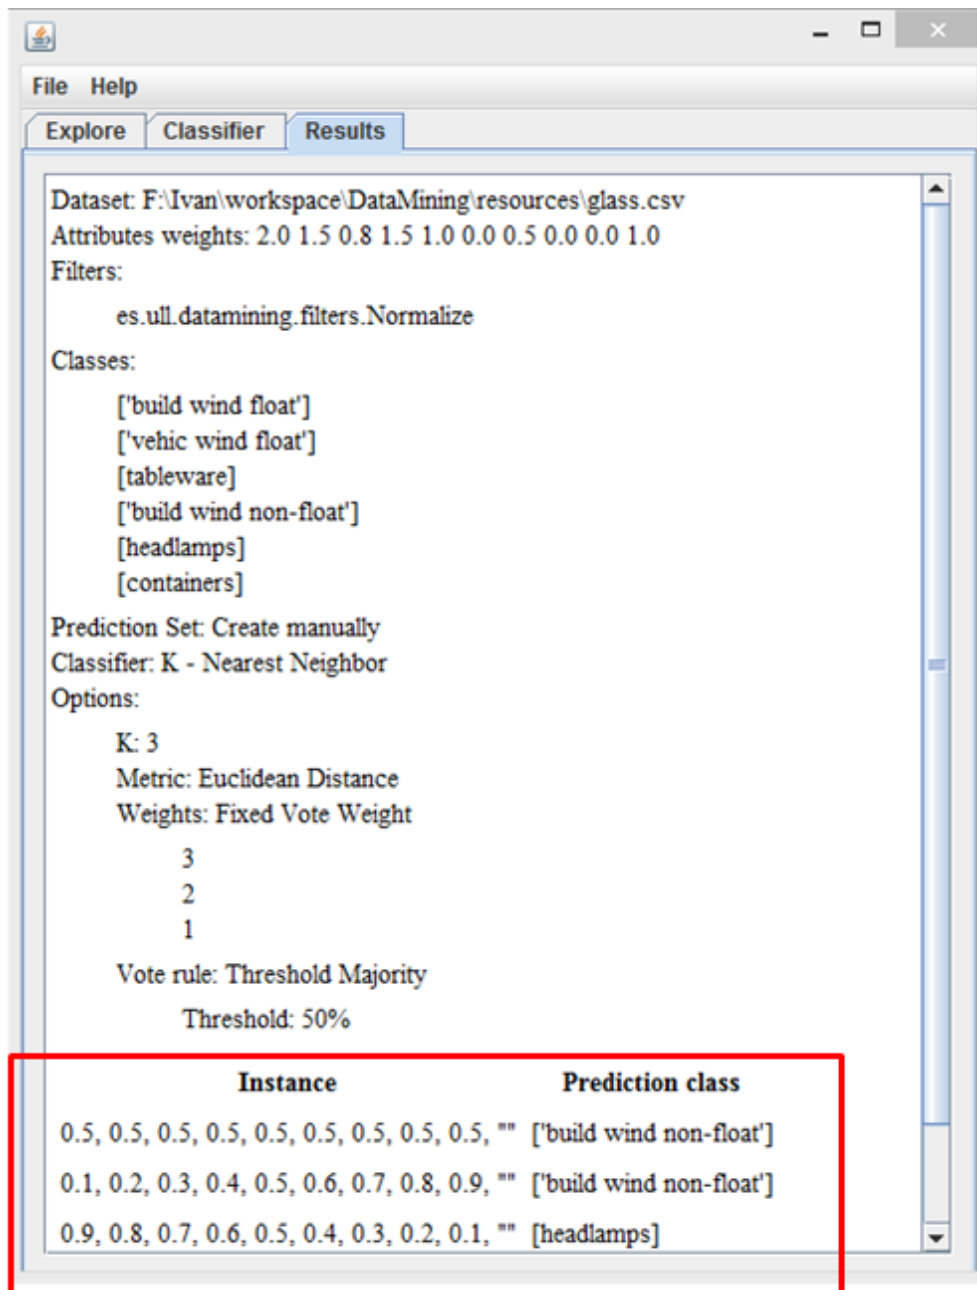 File Help
Explore Classifier Results
Dataset: F:\Ivan\workspace\DataMining\resources\glass.csv
Attributes weights: 2.0 1.5 0.8 1.5 1.0 0.0 0.5 0.0 0.0 1.0
Filters:
es.ull.datamining.filters.Normalize
Classes:
['build wind float']
['vehic wind float']
[tableware]
['build wind non-float']
[headlamps]
[containers]
Prediction Set: Create manually
Classifier: K - Nearest Neighbor
Options:
K: 3
Metric: Euclidean Distance
Weights: Fixed Vote Weight
3
2
1
Vote rule: Threshold Majority
Threshold: 50%
Instance Prediction class
0.5, 0.5, 0.5, 0.5, 0.5, 0.5, 0.5, 0.5, 0.5, "" ['build wind non-float']
0.1, 0.2, 0.3, 0.4, 0.5, 0.6, 0.7, 0.8, 0.9, "" ['build wind non-float']
0.9, 0.8, 0.7, 0.6, 0.5, 0.4, 0.3, 0.2, 0.1, "" [headlamps]